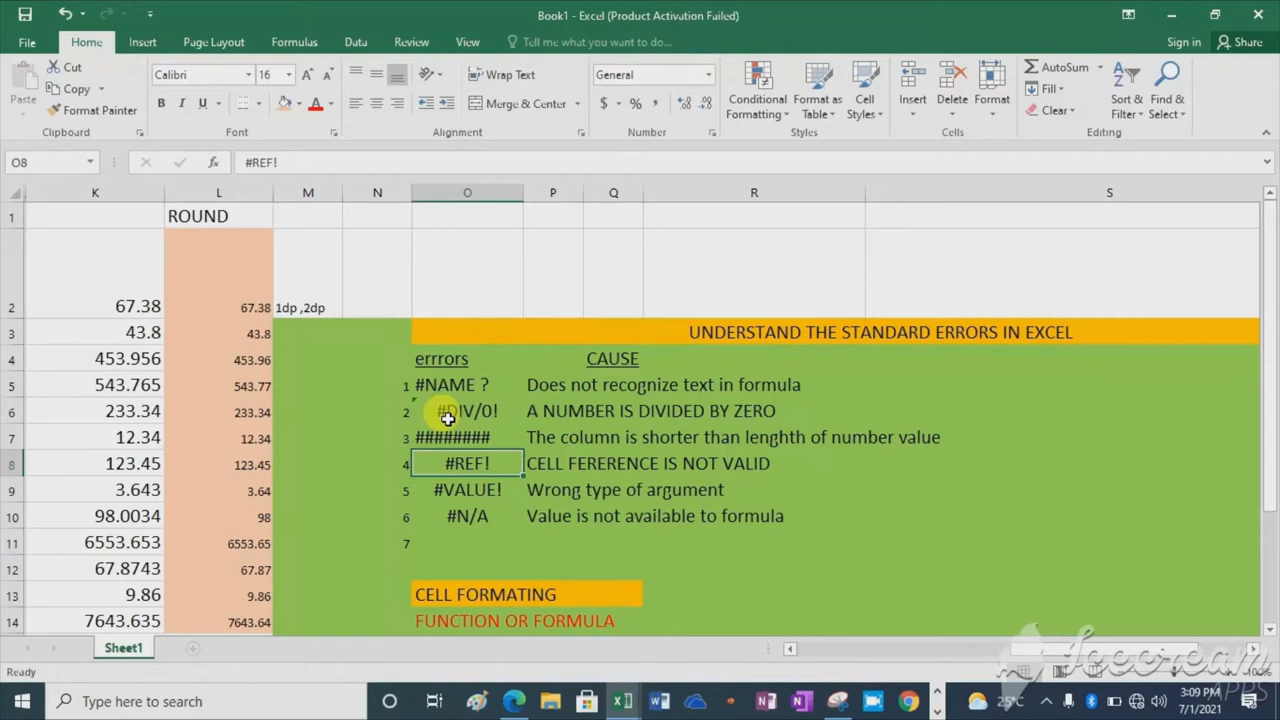 Book1 - Excel (Product Activation Failed)
File Home Insert Page Layout Formulas Data Review View Tell me what you want to do... Sign in Share
Cut
Copy
Format Painter
Paste
Clipboard
Calibri 16
B I U
Font
Wrap Text
Merge & Center
Alignment
General
$ % ,
Number
Conditional Formatting
Format as Table
Cell Styles
Styles
Insert Delete Format
Cells
AutoSum
Fill
Clear
Sort & Filter
Find & Select
Editing
O8 fx #REF!
K L M N O P Q R S
1 ROUND
2 67.38 67.38 1dp ,2dp
3 43.8 43.8 UNDERSTAND THE STANDARD ERRORS IN EXCEL
4 453.956 453.96 errrors CAUSE
5 543.765 543.77 1 #NAME ? Does not recognize text in formula
6 233.34 233.34 2 #DIV/0! A NUMBER IS DIVIDED BY ZERO
7 12.34 12.34 3 ######## The column is shorter than lenghth of number value
8 123.45 123.45 4 #REF! CELL FERERENCE IS NOT VALID
9 3.643 3.64 5 #VALUE! Wrong type of argument
10 98.0034 98 6 #N/A Value is not available to formula
11 6553.653 6553.65 7
12 67.8743 67.87
13 9.86 9.86 CELL FORMATING
14 7643.635 7643.64 FUNCTION OR FORMULA
Sheet1
Ready 100%
Icecream
APPS
Type here to search
25°C
3:09 PM
7/1/2021